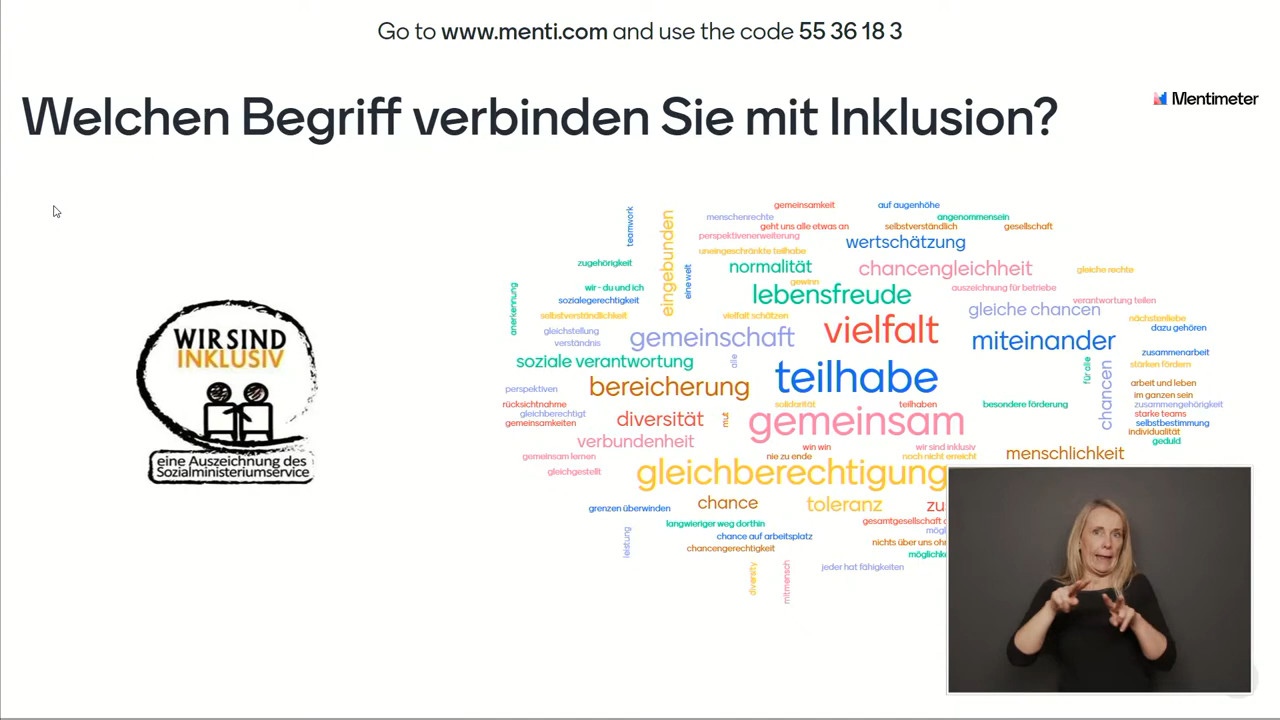 Go to www.menti.com and use the code 55 36 18 3
Welchen Begriff verbinden Sie mit Inklusion?
Mentimeter
WIR SIND
INKLUSIV
eine Auszeichnung des
Sozialministeriumservice
gemeinsamkeit
auf augenhöhe
teamwork
eingebunden
menschenrechte
angenommensein
geht uns alle etwas an
selbstverständlich
gesellschaft
perspektivenerweiterung
wertschätzung
uneingeschränkte teilhabe
zugehörigkeit
eine welt
normalität
chancengleichheit
gleiche rechte
gewinn
anerkennung
wir - du und ich
lebensfreude
auszeichnung für betriebe
sozialegerechtigkeit
verantwortung teilen
selbstverständlichkeit
vielfalt schätzen
gleiche chancen
nächstenliebe
gleichstellung
gemeinschaft
vielfalt
miteinander
dazu gehören
verständnis
zusammenarbeit
soziale verantwortung
alle
für alle
stärken fördern
perspektiven
bereicherung
teilhabe
chancen
arbeit und leben
im ganzen sein
rücksichtnahme
solidarität
teilhaben
besondere förderung
zusammengehörigkeit
gleichberechtigt
diversität
mut
gemeinsam
starke teams
gemeinsamkeiten
selbstbestimmung
individualität
verbundenheit
geduld
win win
wir sind inklusiv
gemeinsam lernen
nie zu ende
noch nicht erreicht
menschlichkeit
gleichgestellt
gleichberechtigung
grenzen überwinden
chance
toleranz
zu
langwieriger weg dorthin
gesamtgesellschaft
leistung
chance auf arbeitsplatz
mögl
chancengerechtigkeit
nichts über uns ohn
möglichke
diversity
mitmensch
jeder hat fähigkeiten